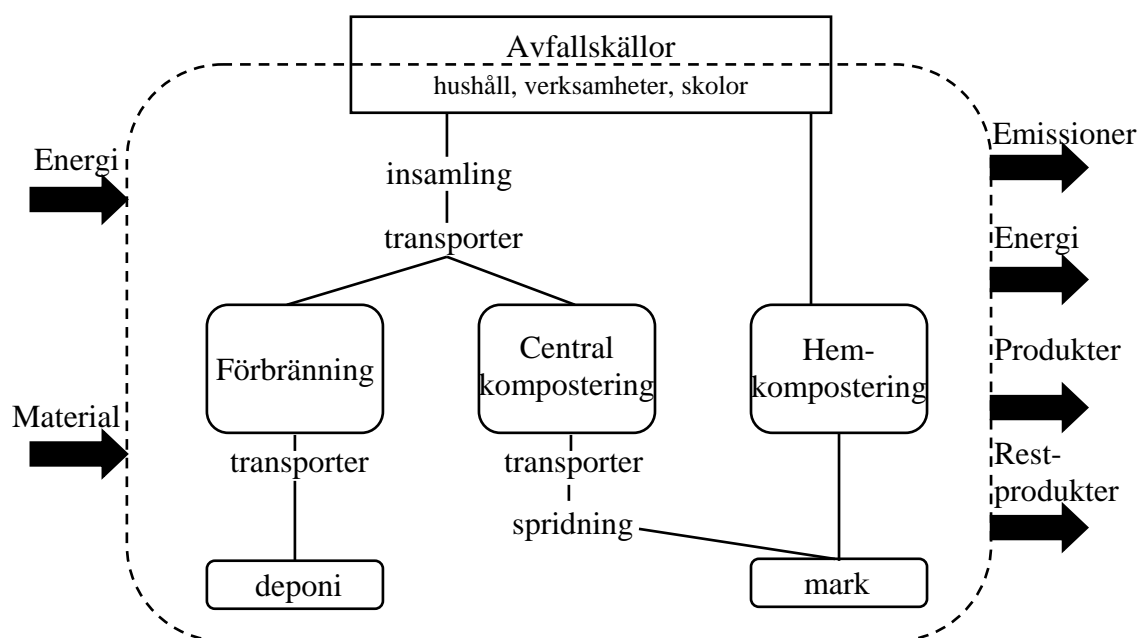 Avfallskällor
hushåll, verksamheter, skolor
Energi
Material
insamling
transporter
Förbränning
Central
kompostering
Hem-
kompostering
transporter
transporter
spridning
deponi
mark
Emissioner
Energi
Produkter
Rest-
produkter